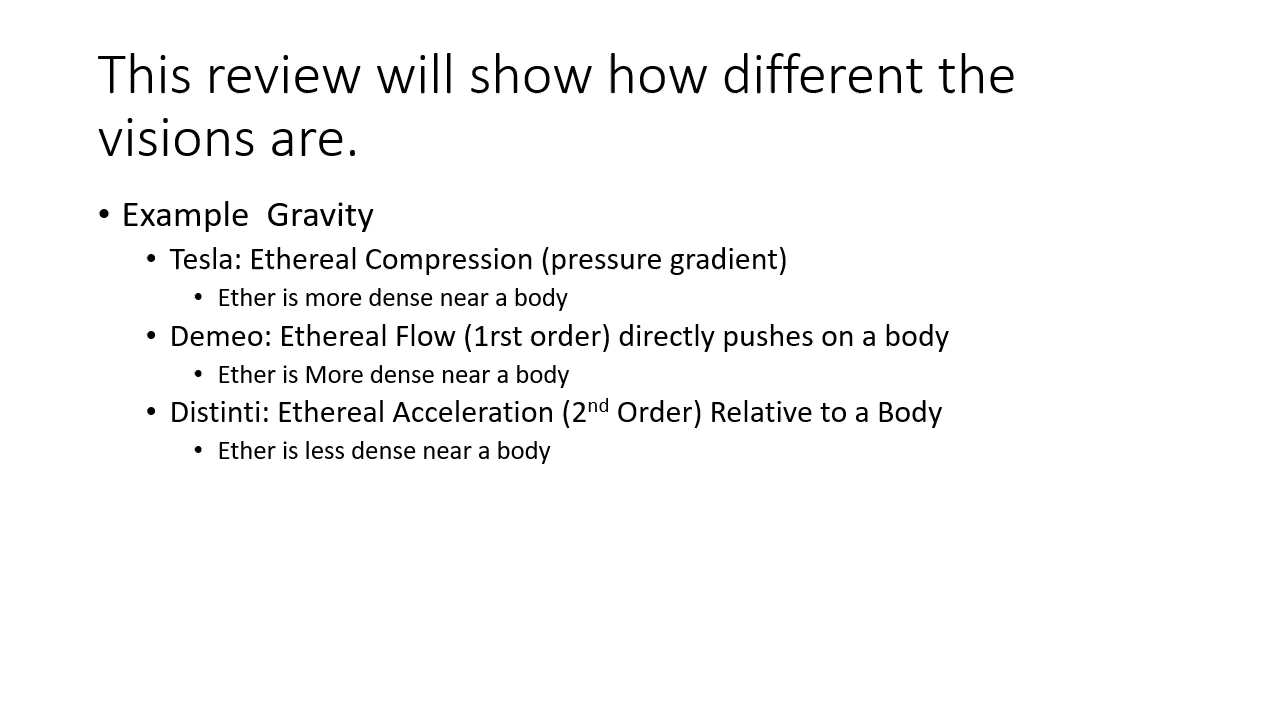 This review will show how different the
visions are.
• Example  Gravity
• Tesla: Ethereal Compression (pressure gradient)
• Ether is more dense near a body
• Demeo: Ethereal Flow (1rst order) directly pushes on a body
• Ether is More dense near a body
• Distinti: Ethereal Acceleration (2nd Order) Relative to a Body
• Ether is less dense near a body